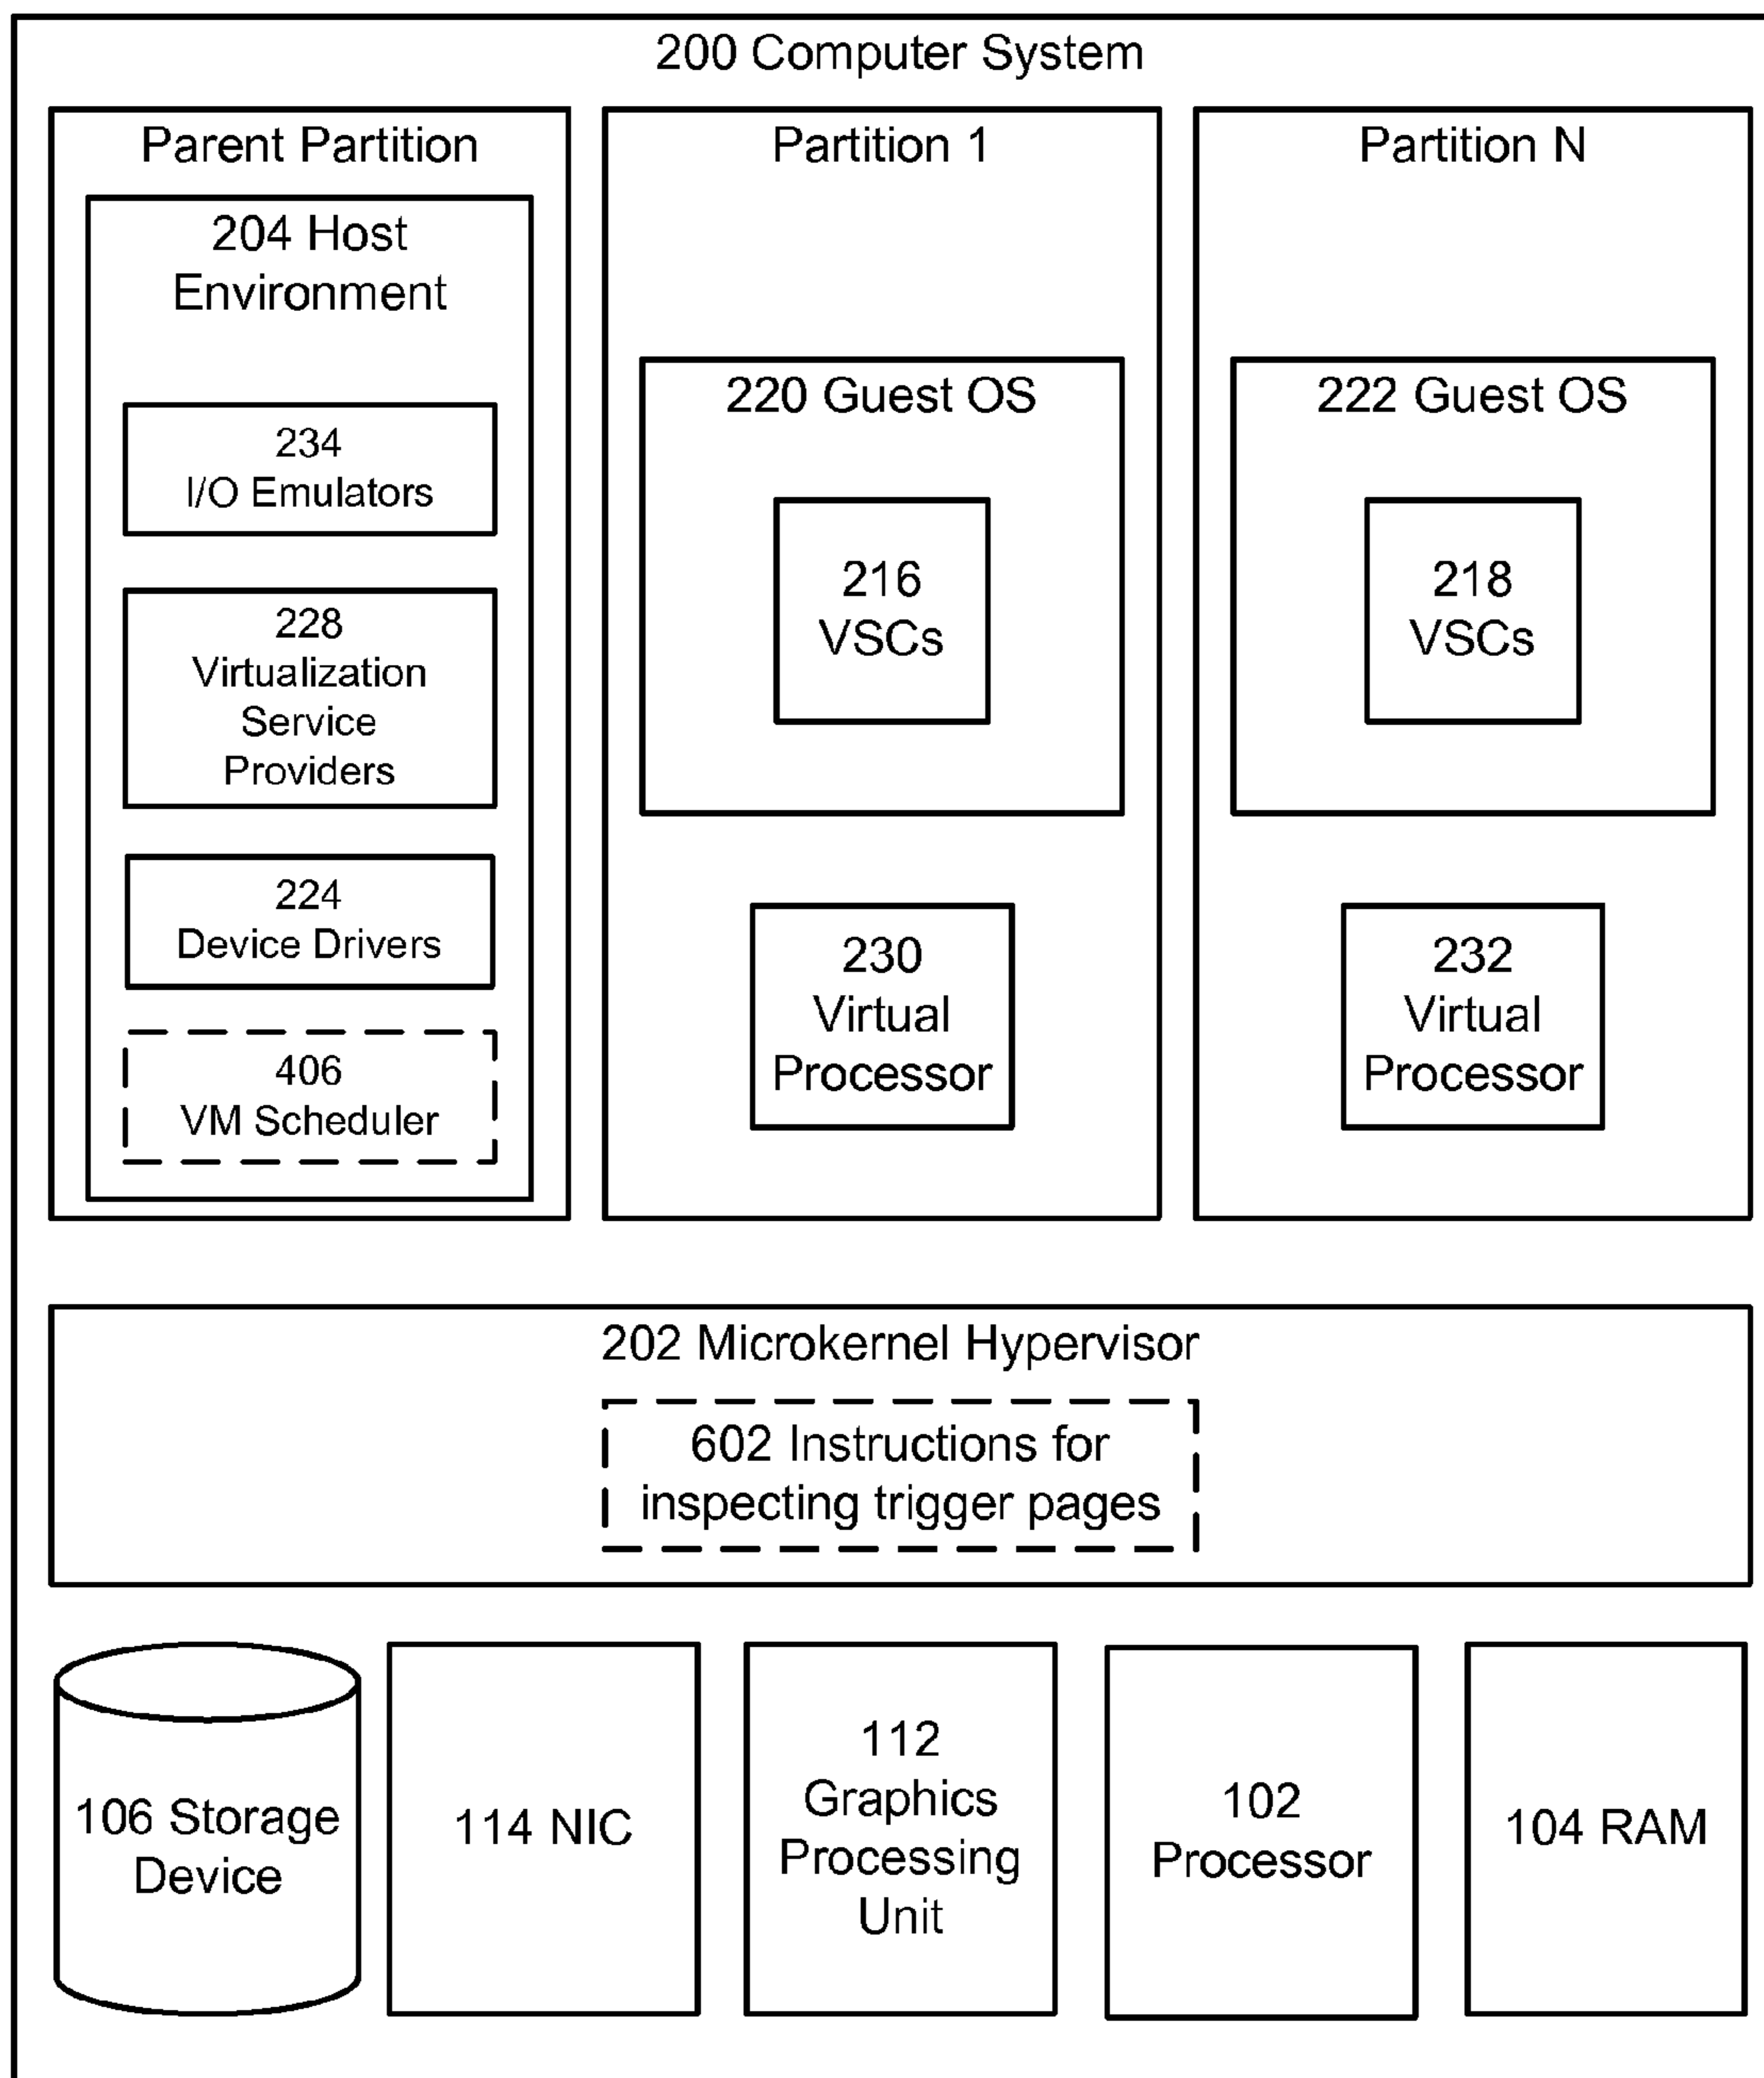 200 Computer System
Parent Partition
204 Host
Environment
234
I/O Emulators
228
Virtualization
Service
Providers
224
Device Drivers
406
VM Scheduler
Partition 1
220 Guest OS
216
VSCs
230
Virtual
Processor
Partition N
222 Guest OS
218
VSCs
232
Virtual
Processor
202 Microkernel Hypervisor
602 Instructions for
inspecting trigger pages
106 Storage
Device
114 NIC
112
Graphics
Processing
Unit
102
Processor
104 RAM